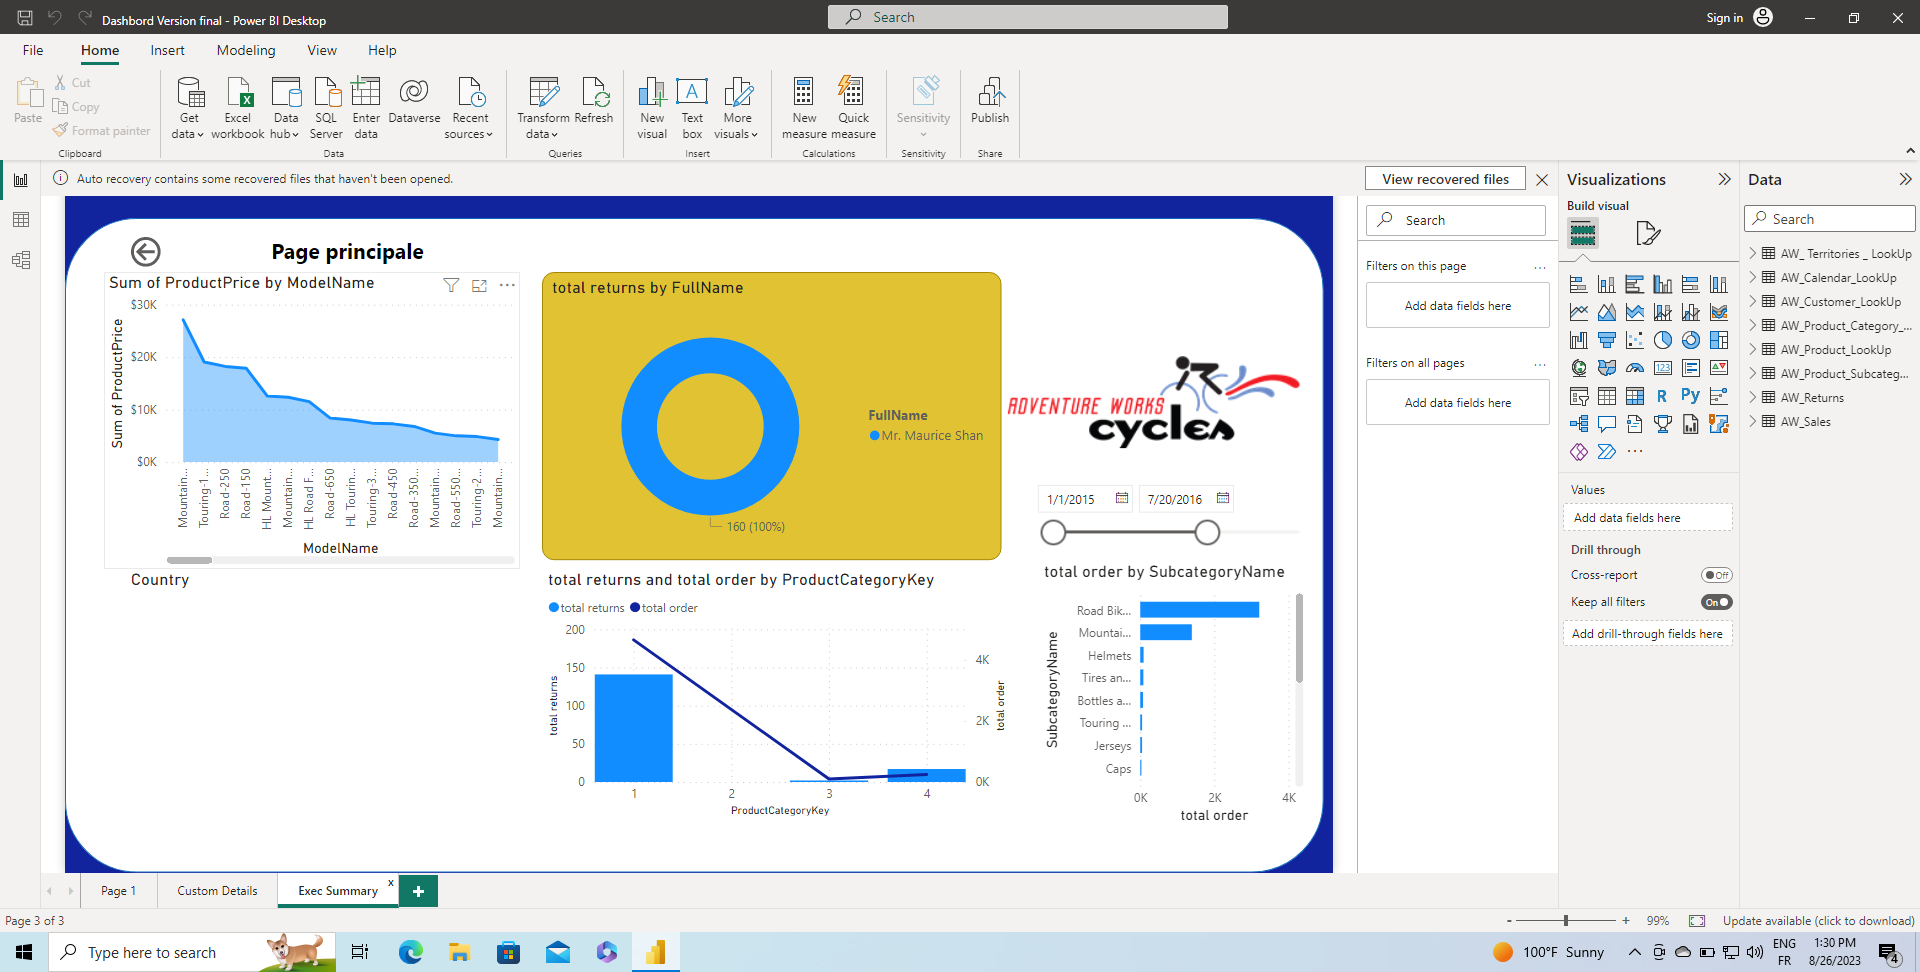 Dashbord Version final - Power BI Desktop
Search
Sign in
File
Home
Insert
Modeling
View
Help
Paste
Cut
Copy
Format painter
Clipboard
Get data
Excel workbook
Data hub
SQL Server
Enter data
Dataverse
Recent sources
Data
Transform data
Refresh
Queries
New visual
Text box
More visuals
Insert
New measure
Quick measure
Calculations
Sensitivity
Sensitivity
Publish
Share
Auto recovery contains some recovered files that haven't been opened.
View recovered files
Page principale
Sum of ProductPrice by ModelName
Sum of ProductPrice
$30K
$20K
$10K
$0K
Mountain...
Touring-1...
Road-250
Road-150
HL Mount...
Mountain...
HL Road F...
Road-650
HL Tourin...
Touring-3...
Road-450
Road-350...
Mountain...
Road-550...
Touring-2...
Mountain...
ModelName
Country
total returns by FullName
160 (100%)
FullName
Mr. Maurice Shan
total returns and total order by ProductCategoryKey
total returns
total order
total returns
200
150
100
50
0
1
2
3
4
ProductCategoryKey
4K
2K
0K
total order
ADVENTURE WORKS
cycles
1/1/2015
7/20/2016
total order by SubcategoryName
SubcategoryName
Road Bik...
Mountai...
Helmets
Tires an...
Bottles a...
Touring ...
Jerseys
Caps
0K
2K
4K
total order
Search
Filters on this page
...
Add data fields here
Filters on all pages
...
Add data fields here
Visualizations
Build visual
123
R
Py
...
Values
Add data fields here
Drill through
Cross-report
Off
Keep all filters
On
Add drill-through fields here
Data
Search
AW_ Territories _ LookUp
AW_Calendar_LookUp
AW_Customer_LookUp
AW_Product_Category_...
AW_Product_LookUp
AW_Product_Subcateg...
AW_Returns
AW_Sales
Page 1
Custom Details
Exec Summary
x
+
Page 3 of 3
-
+
99%
Update available (click to download)
Type here to search
100°F Sunny
ENG
FR
1:30 PM
8/26/2023
4